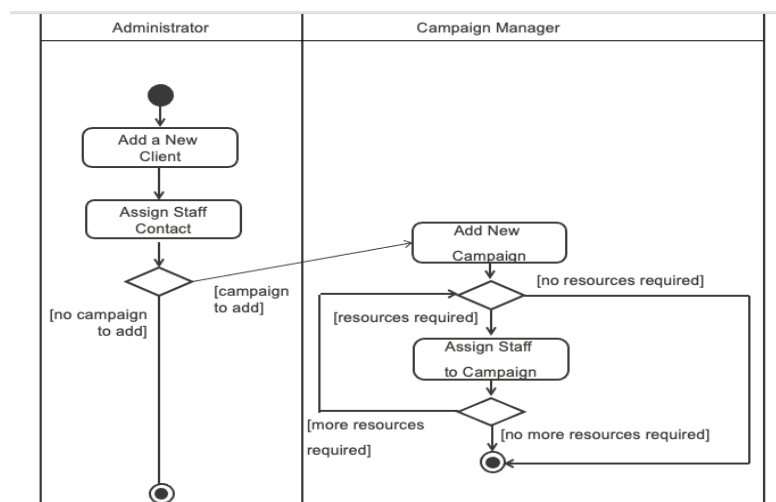 Administrator
Campaign Manager
Add a New
Client
Assign Staff
Contact
[no campaign
to add]
[campaign
to add]
Add New
Campaign
[no resources required]
[resources required]
Assign Staff
to Campaign
[more resources
required]
[no more resources required]